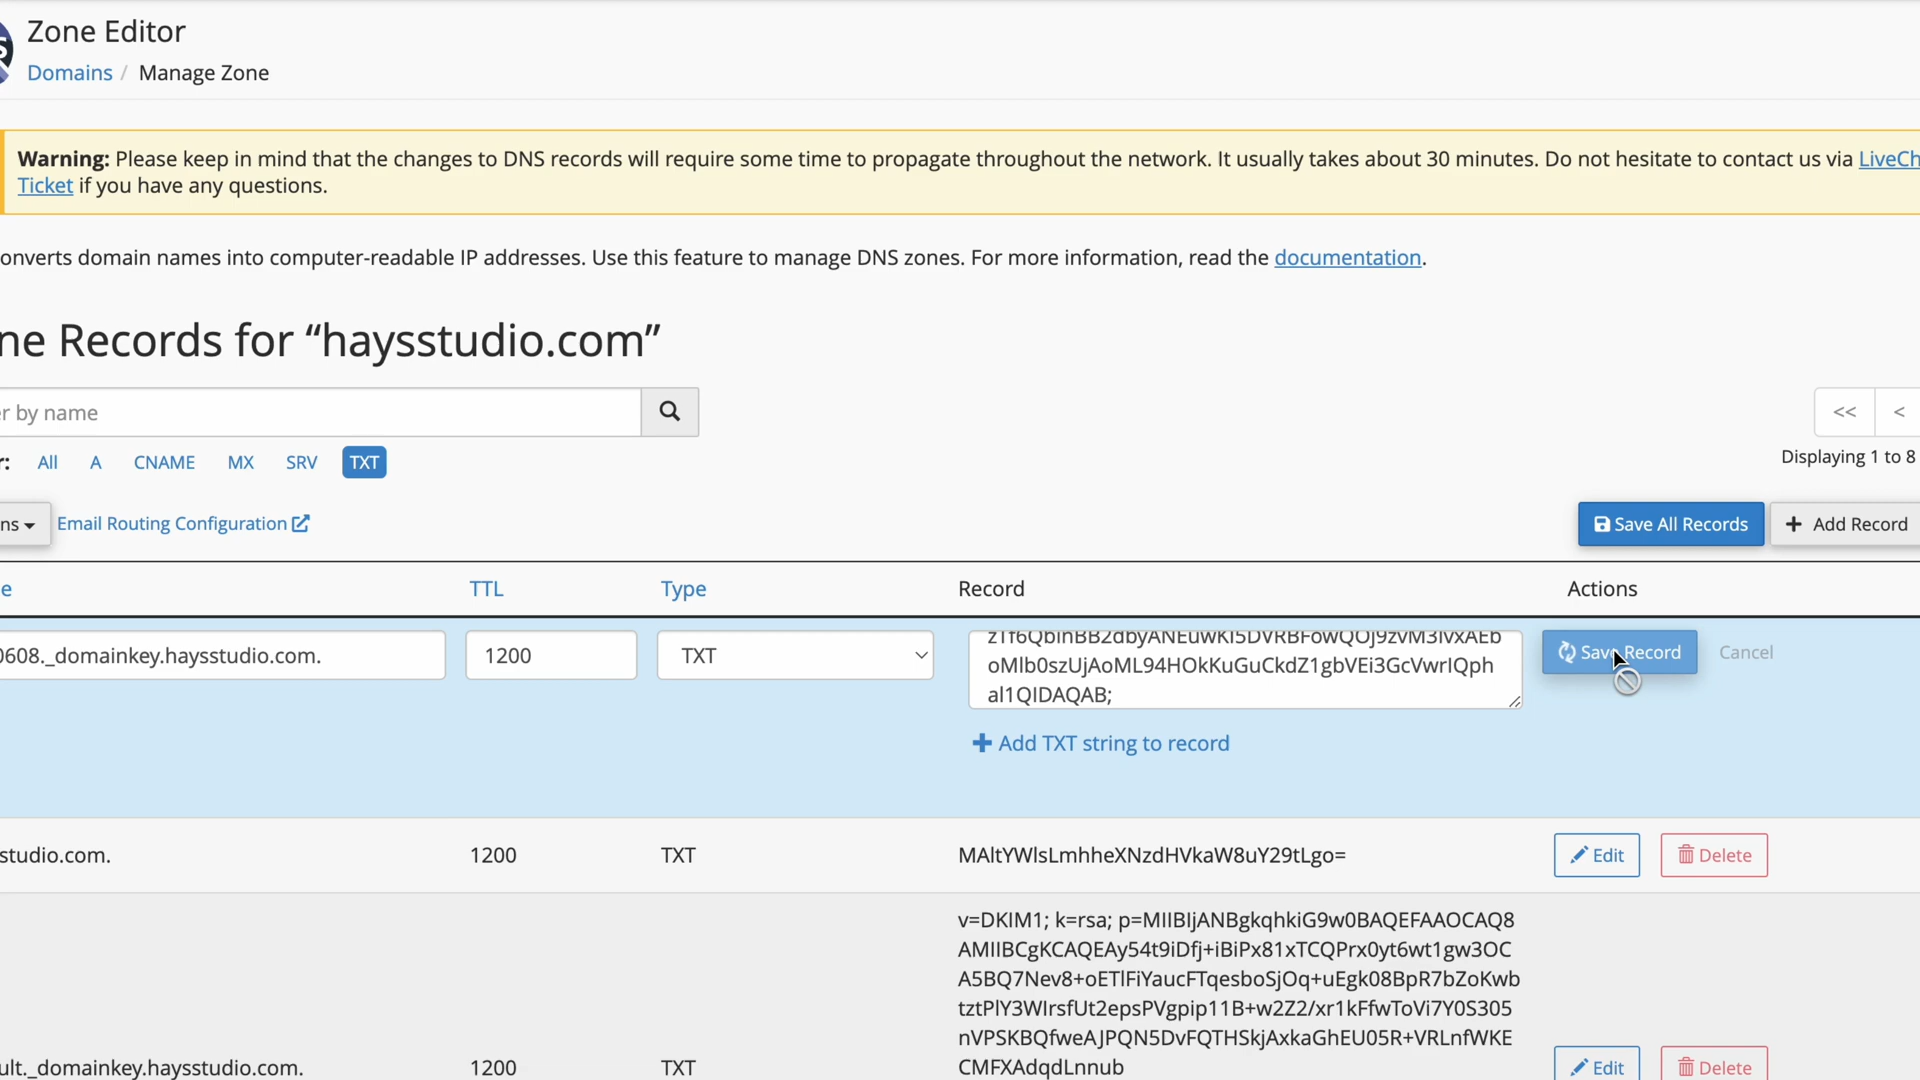 Zone Editor
Domains / Manage Zone
Warning: Please keep in mind that the changes to DNS records will require some time to propagate throughout the network. It usually takes about 30 minutes. Do not hesitate to contact us via LiveCh
Ticket if you have any questions.
onverts domain names into computer-readable IP addresses. Use this feature to manage DNS zones. For more information, read the documentation.
ne Records for “haysstudio.com”
er by name
<< <
r: All A CNAME MX SRV TXT
Displaying 1 to 8
ns Email Routing Configuration
Save All Records + Add Record
e TTL Type Record Actions
0608._domainkey.haysstudio.com. 1200 TXT
oMlb0szUjAoML94HOkKuGuCkdZ1gbVEi3GcVwrIQph
al1QIDAQAB;
Save Record Cancel
+ Add TXT string to record
studio.com. 1200 TXT MAltYWlsLmhheXNzdHVkaW8uY29tLgo= Edit Delete
v=DKIM1; k=rsa; p=MIIBIjANBgkqhkiG9w0BAQEFAAOCAQ8
AMIIBCgKCAQEAy54t9iDfj+iBiPx81xTCQPrx0yt6wt1gw3OC
A5BQ7Nev8+oETlFiYaucFTqesboSjOq+uEgk08BpR7bZoKwb
tztPlY3WIrsfUt2epsPVgpip11B+w2Z2/xr1kFfwToVi7Y0S305
nVPSKBQfweAJPQN5DvFQTHSkjAxkaGhEU05R+VRLnfWKE
CMFXAdqdLnnub
ult._domainkey.haysstudio.com. 1200 TXT Edit Delete